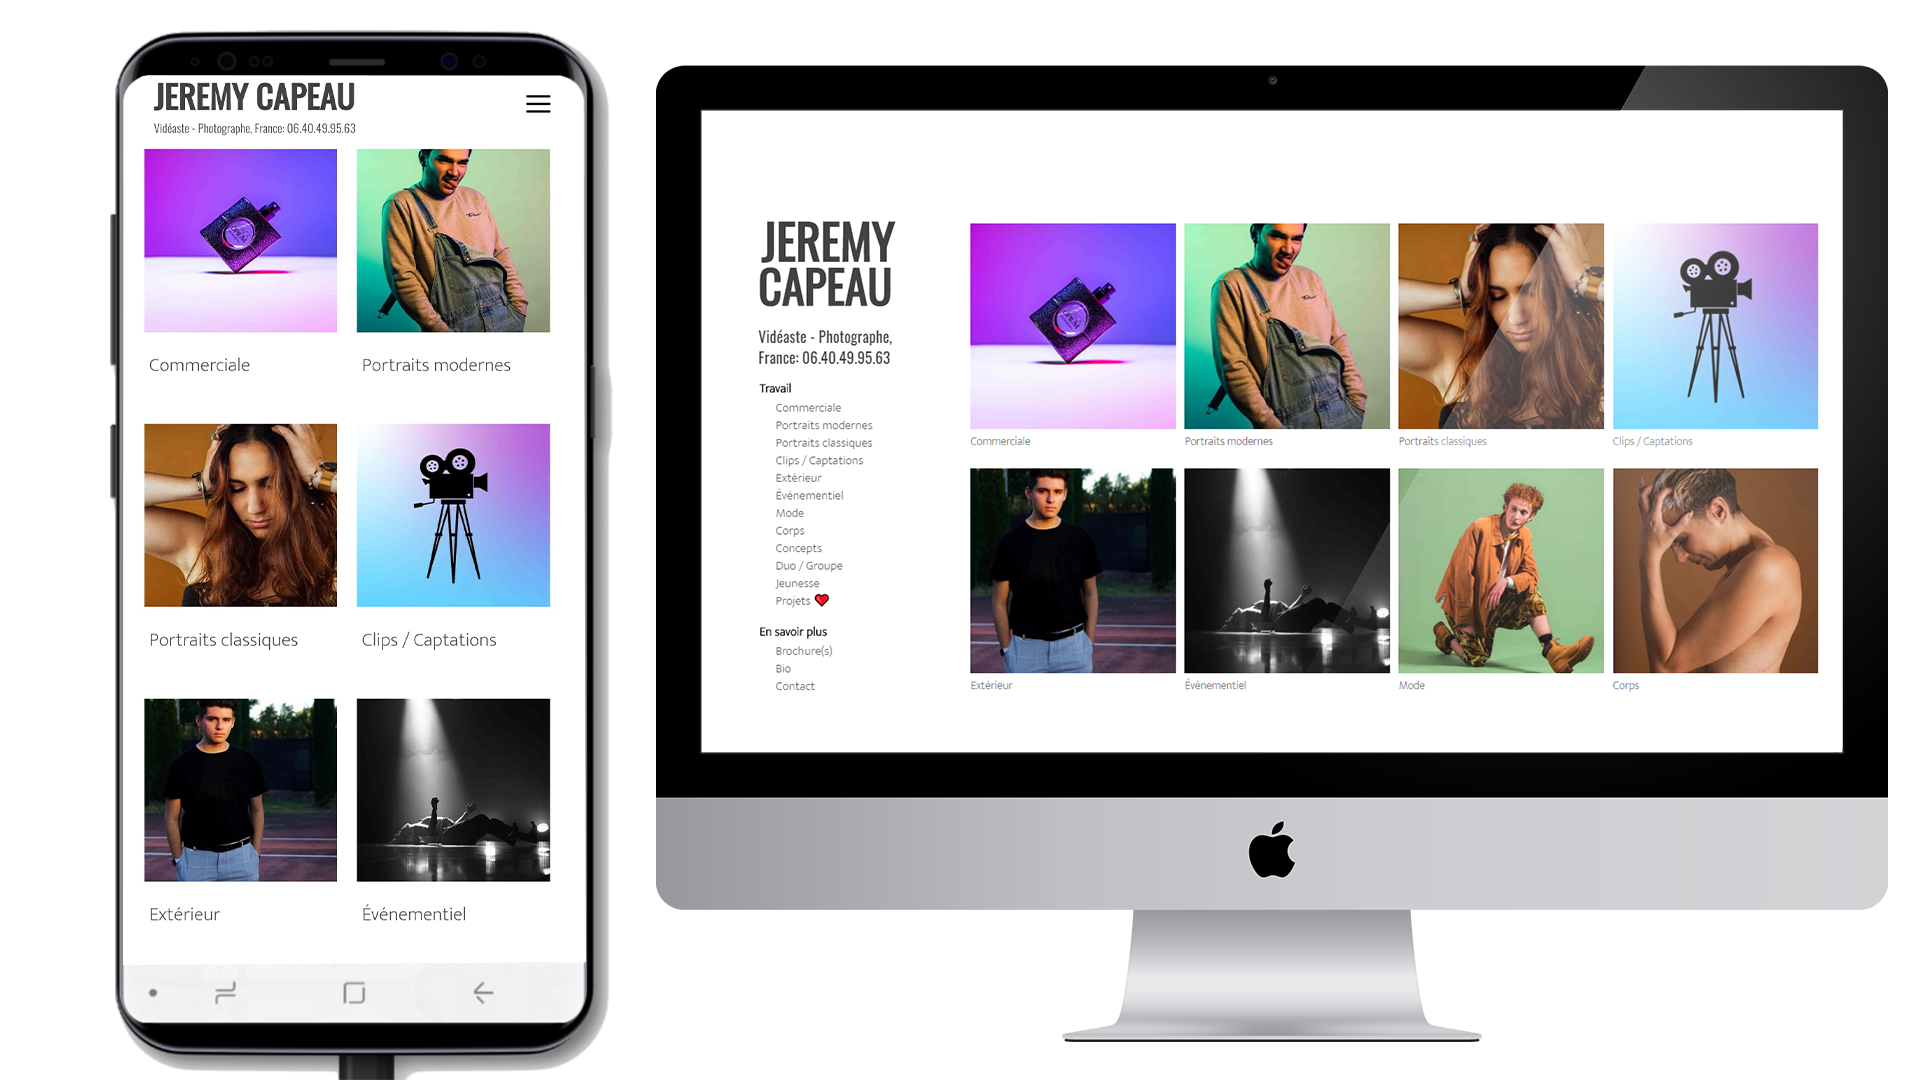 JEREMY CAPEAU
Vidéaste - Photographe, France: 06.40.49.95.63
Commerciale
Portraits modernes
Portraits classiques
Clips / Captations
Extérieur
Événementiel
JEREMY
CAPEAU
Vidéaste - Photographe,
France: 06.40.49.95.63
Travail
Commerciale
Portraits modernes
Portraits classiques
Clips / Captations
Extérieur
Événementiel
Mode
Corps
Concepts
Duo / Groupe
Jeunesse
Projets ❤
En savoir plus
Brochure(s)
Bio
Contact
Commerciale
Portraits modernes
Portraits classiques
Clips / Captations
Extérieur
Événementiel
Mode
Corps